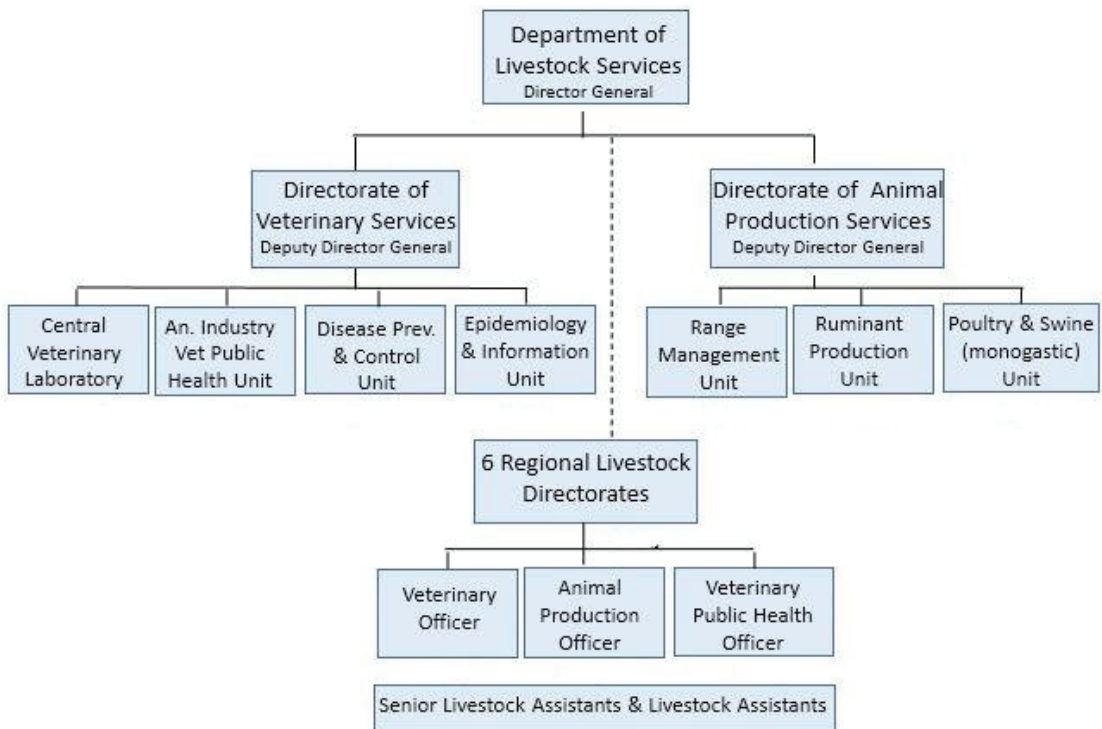 Department of
Livestock Services
Director General
Directorate of
Veterinary Services
Deputy Director General
Directorate of Animal
Production Services
Deputy Director General
Central
Veterinary
Laboratory
An. Industry
Vet Public
Health Unit
Disease Prev.
& Control
Unit
Epidemiology
& Information
Unit
Range
Management
Unit
Ruminant
Production
Unit
Poultry & Swine
(monogastic)
Unit
6 Regional Livestock
Directorates
Veterinary
Officer
Animal
Production
Officer
Veterinary
Public Health
Officer
Senior Livestock Assistants & Livestock Assistants